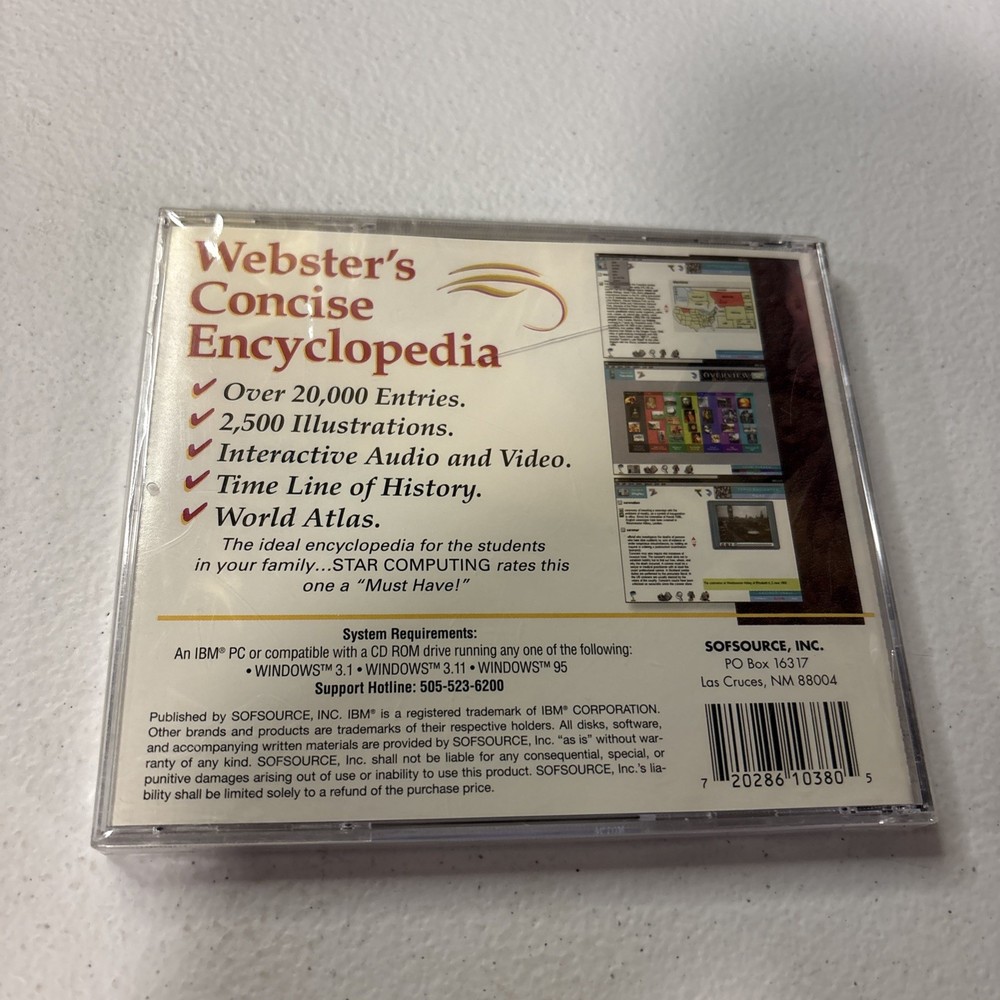 Webster's
Concise
Encyclopedia
Over 20,000 Entries.
2,500 Illustrations.
Interactive Audio and Video.
Time Line of History.
World Atlas.
The ideal encyclopedia for the students
in your family...STAR COMPUTING rates this
one a "Must Have!"
OVERVIEW
System Requirements:
An IBM® PC or compatible with a CD ROM drive running any one of the following:
• WINDOWS™ 3.1 • WINDOWS™ 3.11 • WINDOWS™ 95
Support Hotline: 505-523-6200
SOFSOURCE, INC.
PO Box 16317
Las Cruces, NM 88004
Published by SOFSOURCE, INC. IBM® is a registered trademark of IBM® CORPORATION.
Other brands and products are trademarks of their respective holders. All disks, software,
and accompanying written materials are provided by SOFSOURCE, Inc. "as is" without war-
ranty of any kind. SOFSOURCE, Inc. shall not be liable for any consequential, special, or
punitive damages arising out of use or inability to use this product. SOFSOURCE, Inc.'s lia-
bility shall be limited solely to a refund of the purchase price.
7 20286 10380 5